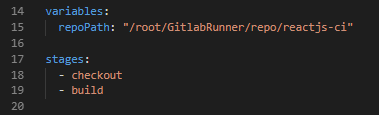 14 variables:
15   repoPath: "/root/GitlabRunner/repo/reactjs-ci"
16
17 stages:
18   - checkout
19   - build
20